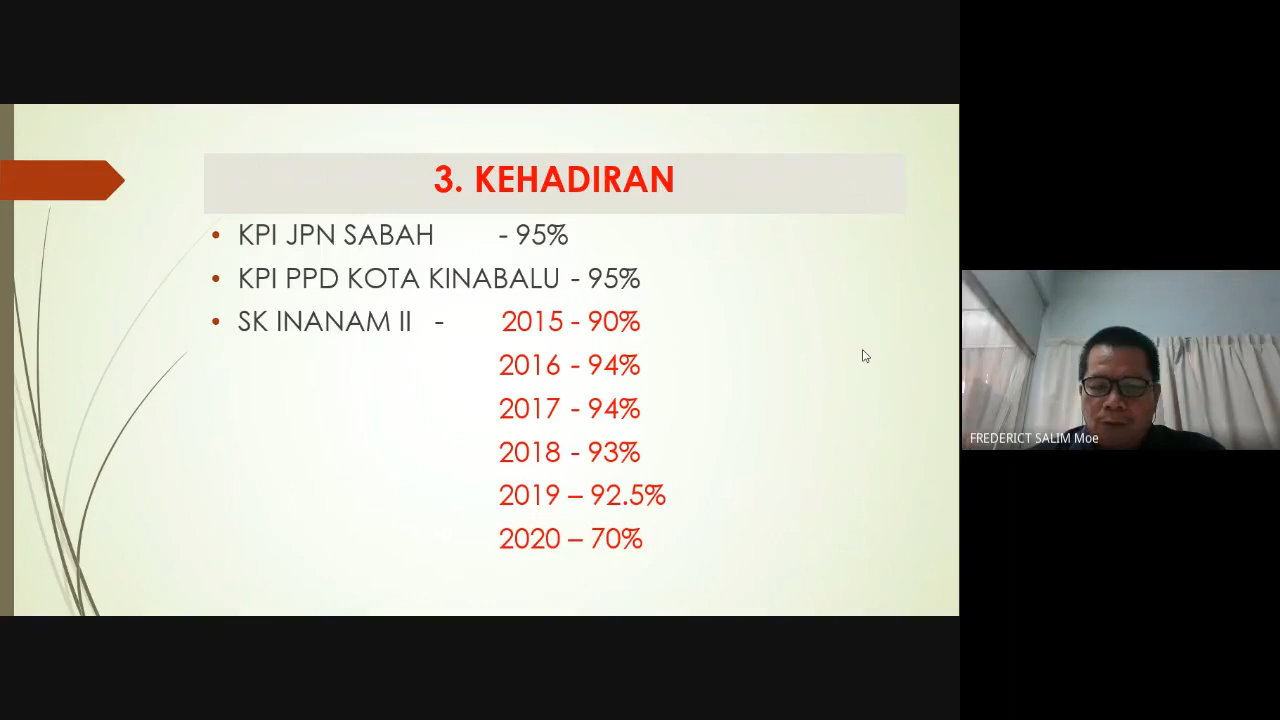 3. KEHADIRAN
• KPI JPN SABAH - 95%
• KPI PPD KOTA KINABALU - 95%
• SK INANAM II - 2015 - 90%
2016 - 94%
2017 - 94%
2018 - 93%
2019 – 92.5%
2020 – 70%
FREDERICT SALIM Moe